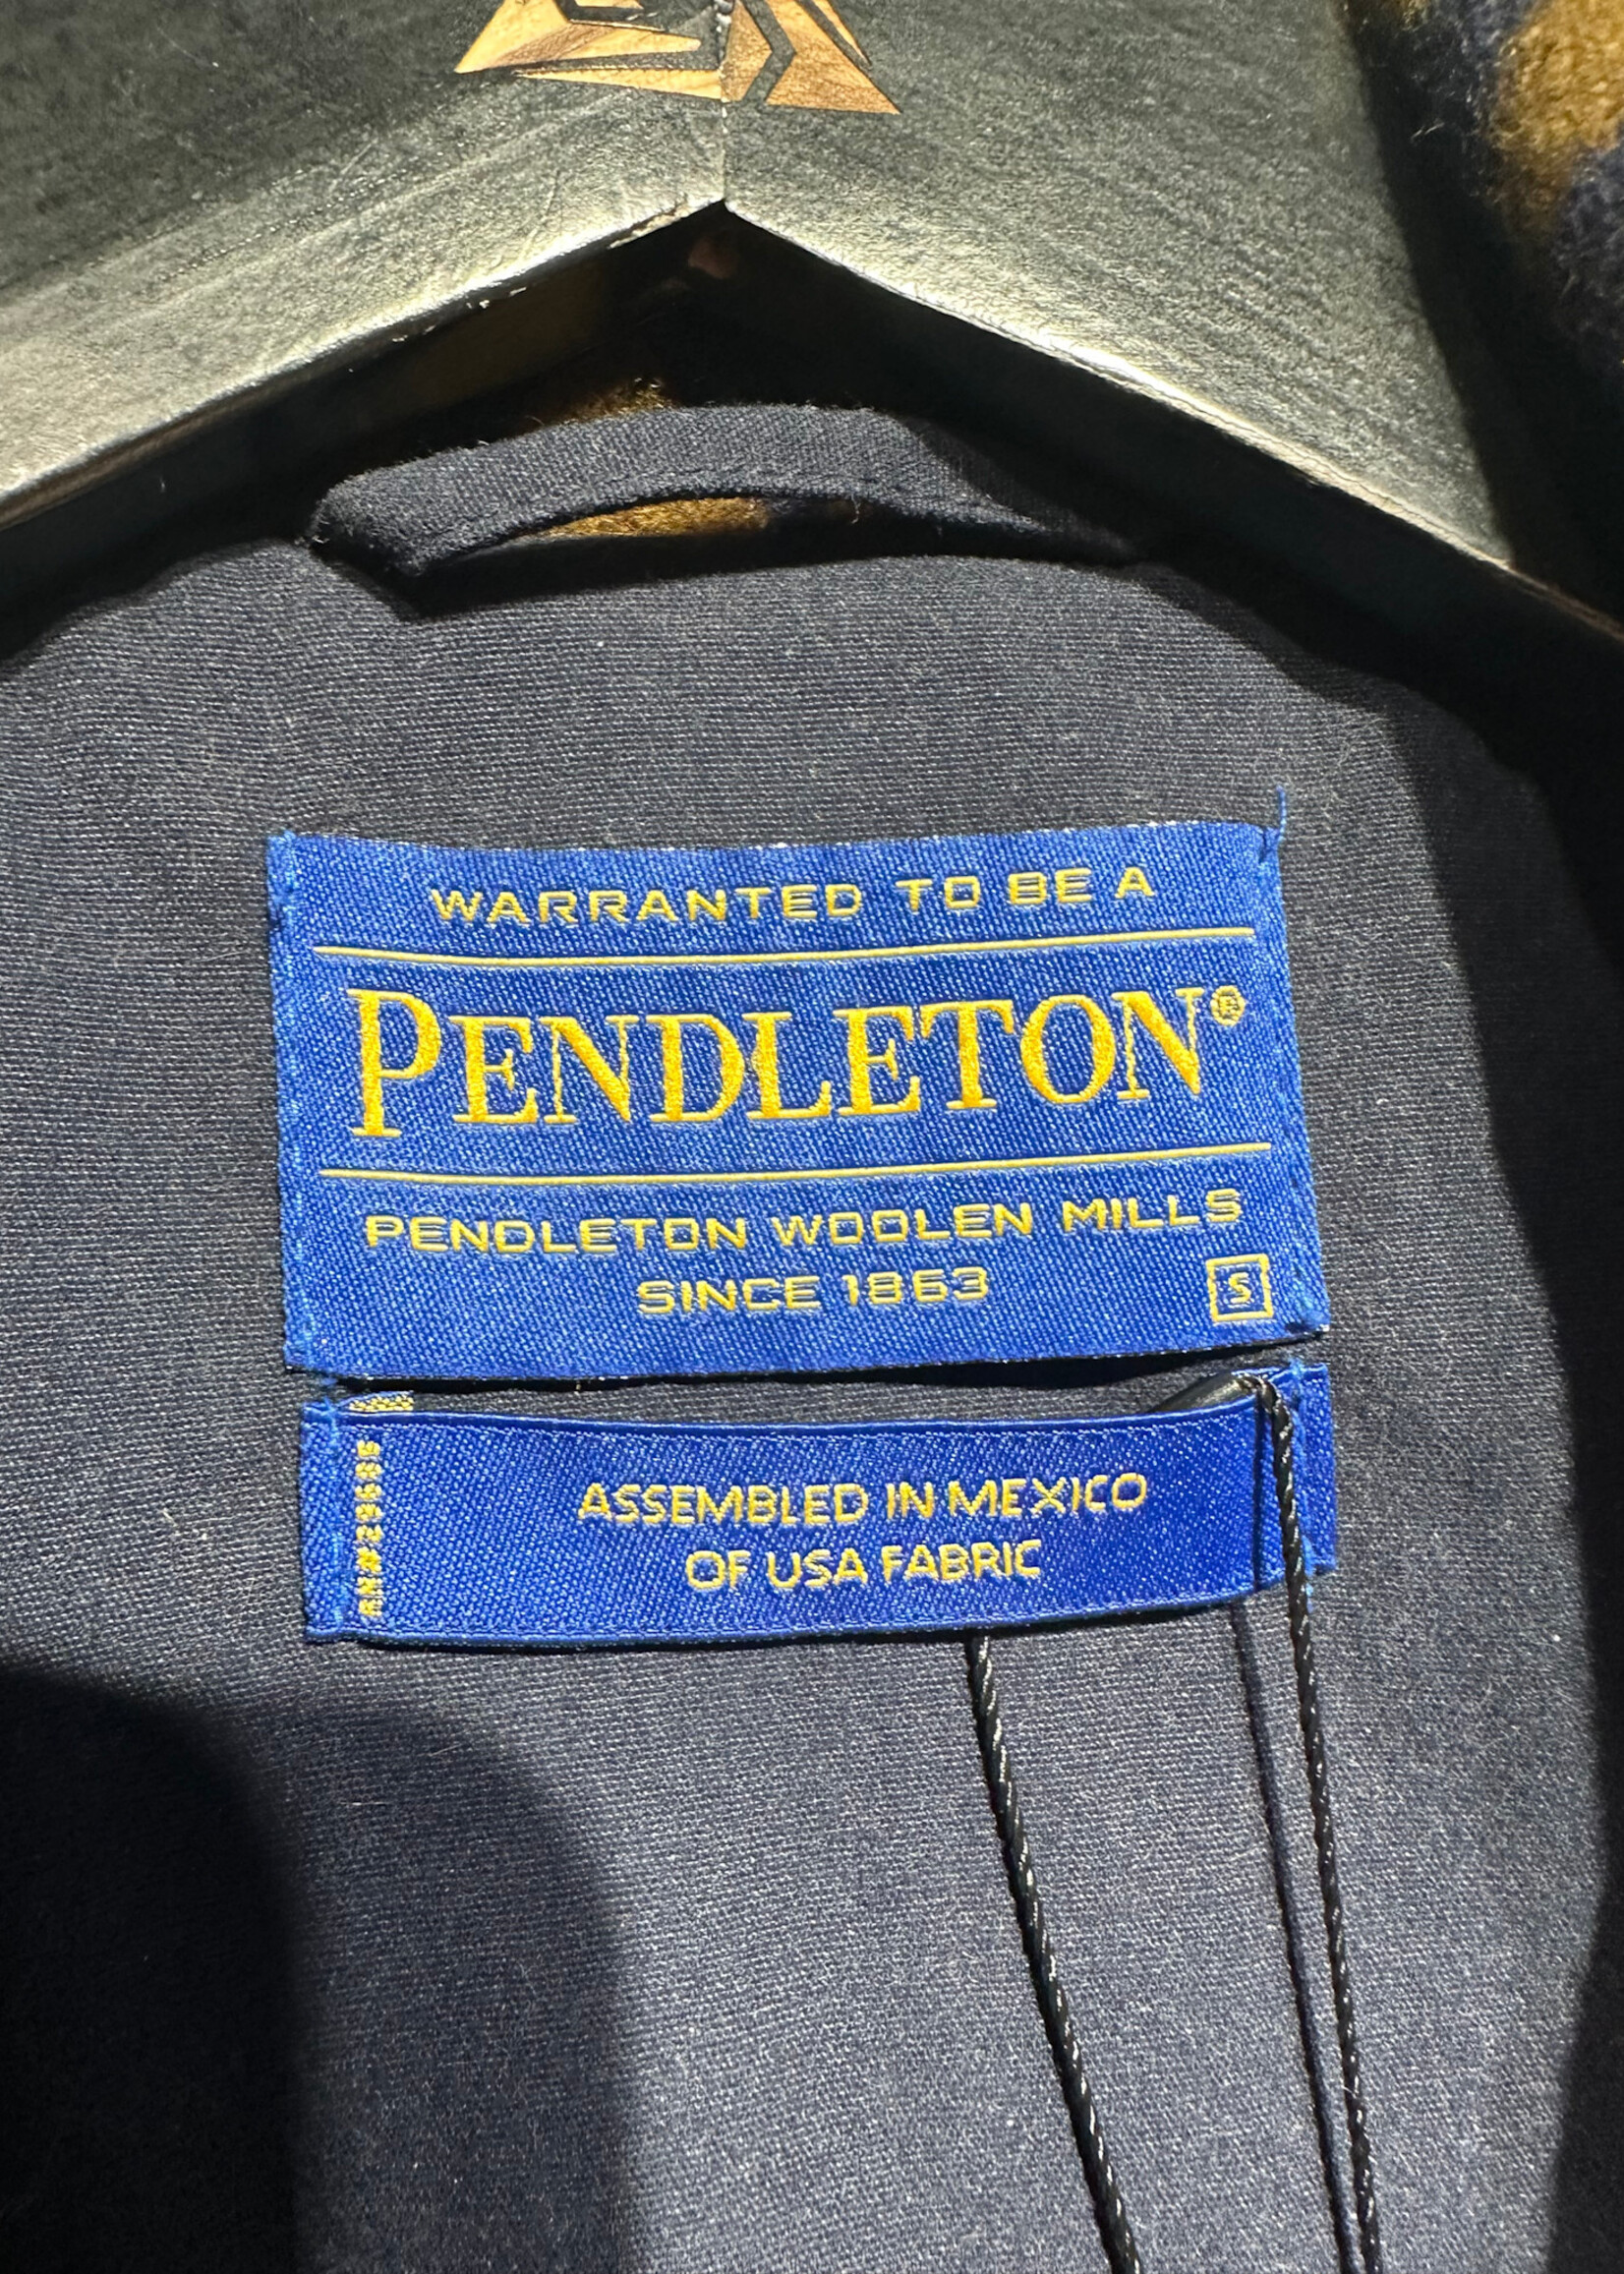 WARRANTED TO BE A
PENDLETON®
PENDLETON WOOLEN MILLS
SINCE 1863
S
ASSEMBLED IN MEXICO
OF USA FABRIC